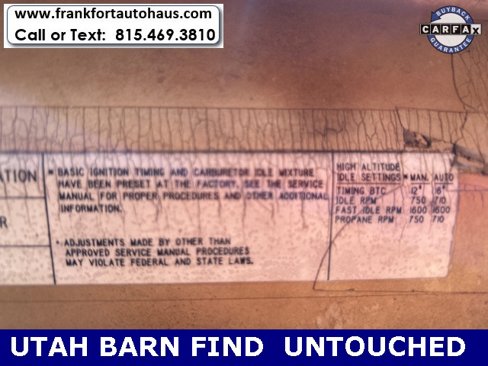 www.frankfortautohaus.com
Call or Text: 815.469.3810
BUYBACK
CARFAX
GUARANTEE
ATION
R
• BASIC IGNITION TIMING AND CARBURETOR IDLE MIXTURE
HAVE BEEN PRESET AT THE FACTORY. SEE THE SERVICE
MANUAL FOR PROPER PROCEDURES AND OTHER ADDITIONAL
INFORMATION.
• ADJUSTMENTS MADE BY OTHER THAN
APPROVED SERVICE MANUAL PROCEDURES
MAY VIOLATE FEDERAL AND STATE LAWS.
HIGH ALTITUDE
IDLE SETTINGS • MAN. AUTO
TIMING BTC 12° 16°
IDLE RPM 750 710
FAST IDLE RPM 1600 1600
PROPANE RPM 750 710
UTAH BARN FIND UNTOUCHED